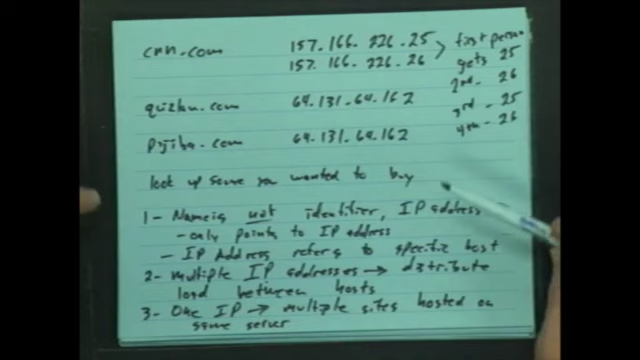 cnn.com 157.166.226.25 > first person
157.166.226.26 gets 25
2nd - 26
quizkn.com 64.131.64.162 3rd - 25
4th - 26
pijiba.com 64.131.64.162
look up some you wanted to buy
1- Name is not identifier, IP address
- only points to IP address
- IP Address refers to specific host
2- multiple IP addresses → distribute
load between hosts
3- One IP → multiple sites hosted on
same server